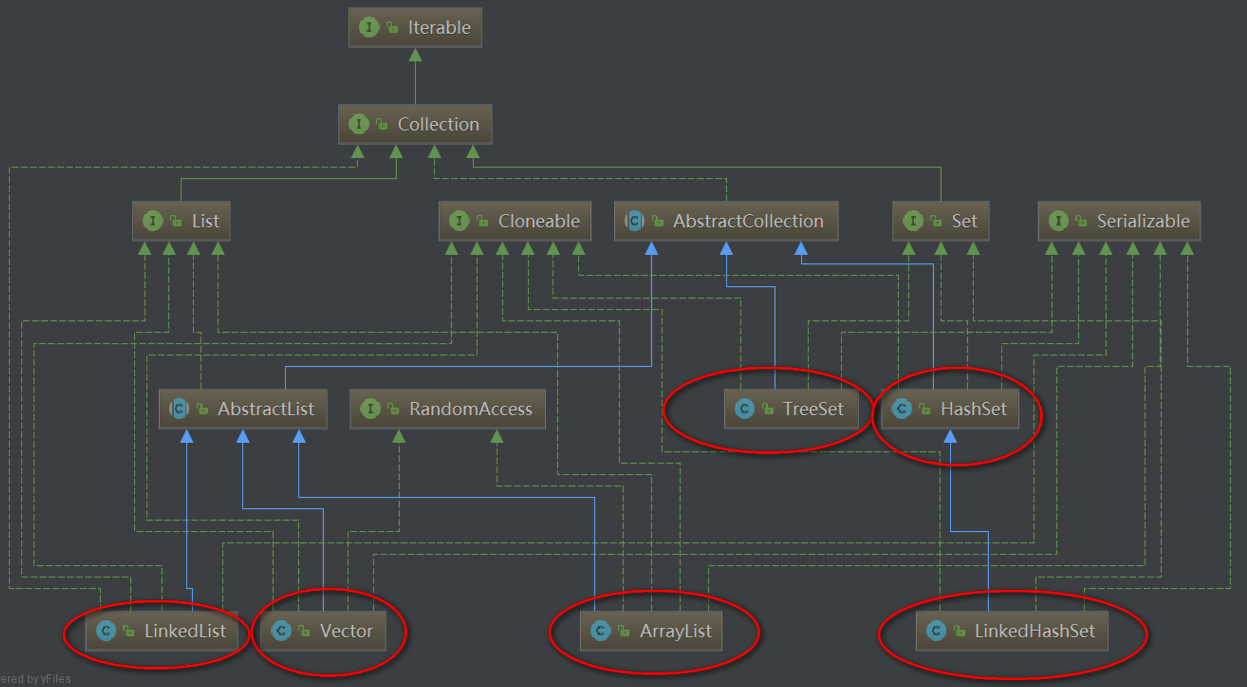 I Iterable
I Collection
I List
I Cloneable
C AbstractCollection
I Set
I Serializable
C AbstractList
I RandomAccess
C TreeSet
C HashSet
C LinkedList
C Vector
C ArrayList
C LinkedHashSet
ered by yFiles